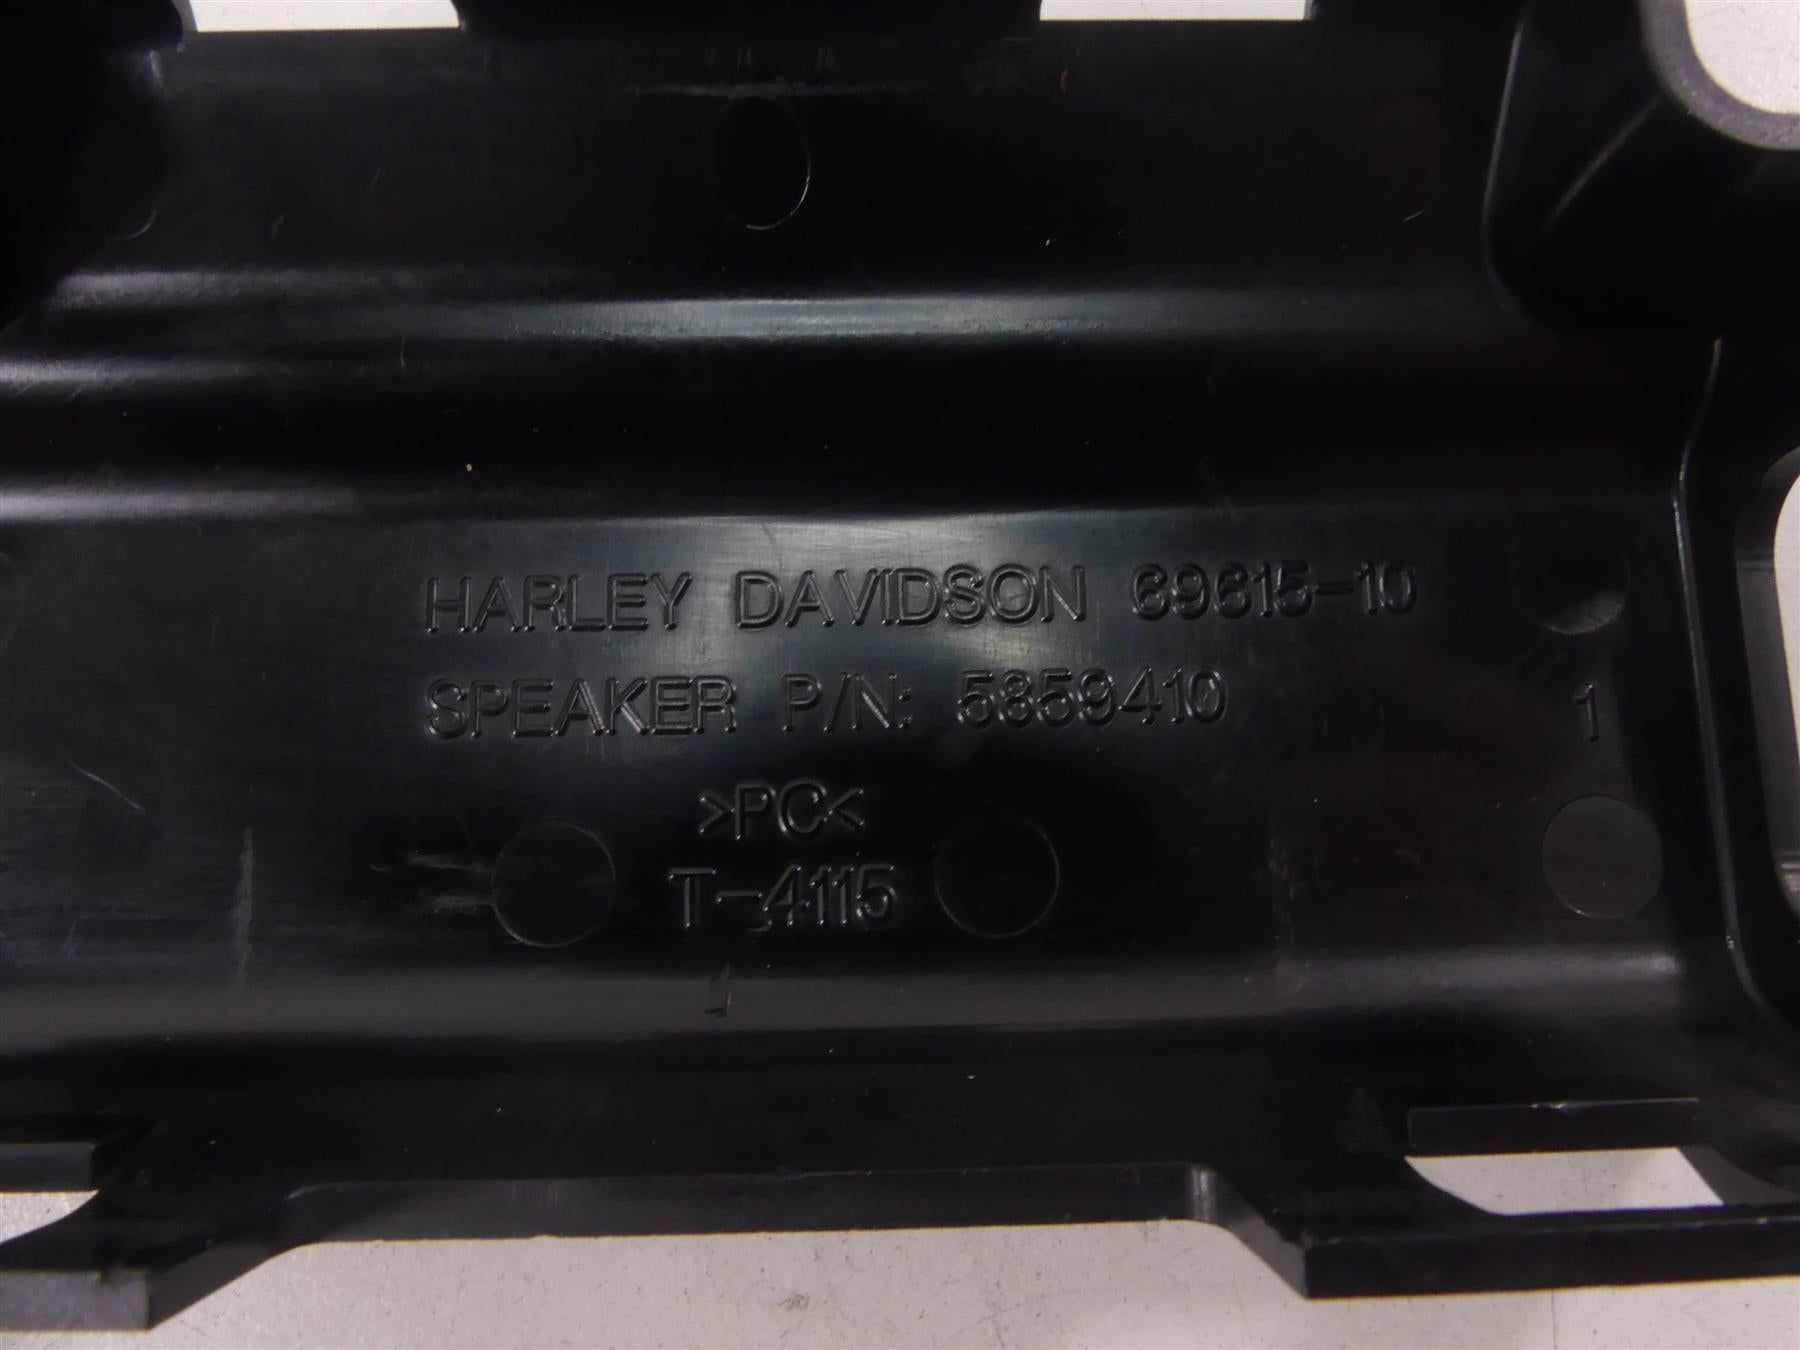 HARLEY DAVIDSON 69615-10
SPEAKER P/N: 5859410
1
>PC<
T-4115